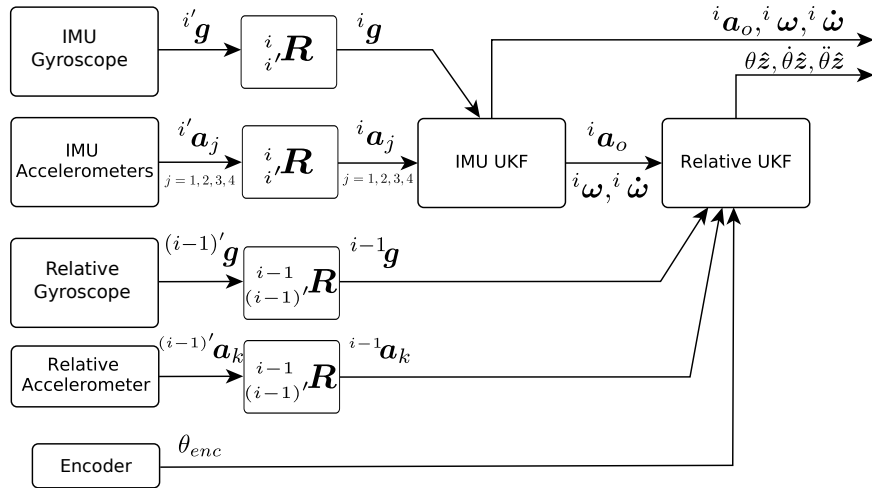 IMU
Gyroscope
i′g
i i′R
ig
iao, iω, iω̇
θẑ, θ̇ẑ, θ̈ẑ
IMU
Accelerometers
i′aj
j = 1, 2, 3, 4
i i′R
iaj
j = 1, 2, 3, 4
IMU UKF
iao
iω, iω̇
Relative UKF
Relative
Gyroscope
(i−1)′g
i−1 (i−1)′R
i−1g
Relative
Accelerometer
(i−1)′ak
i−1 (i−1)′R
i−1ak
Encoder
θenc